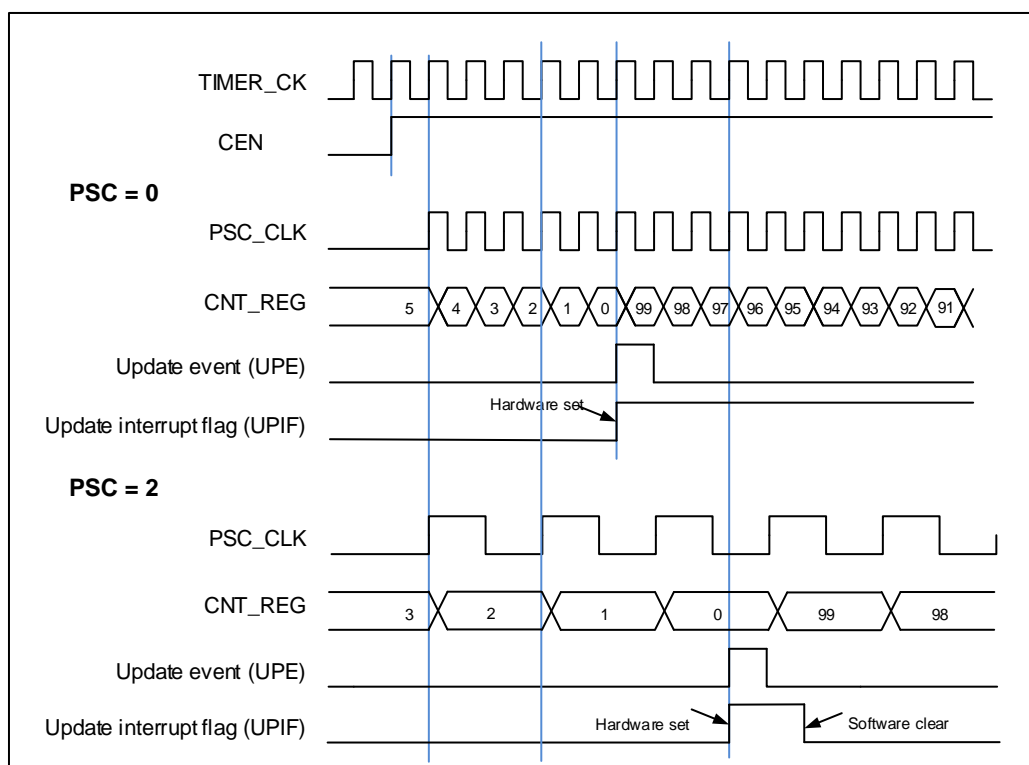 TIMER_CK
CEN
PSC = 0
PSC_CLK
CNT_REG 5 4 3 2 1 0 99 98 97 96 95 94 93 92 91
Update event (UPE)
Hardware set
Update interrupt flag (UPIF)
PSC = 2
PSC_CLK
CNT_REG 3 2 1 0 99 98
Update event (UPE)
Update interrupt flag (UPIF) Hardware set Software clear